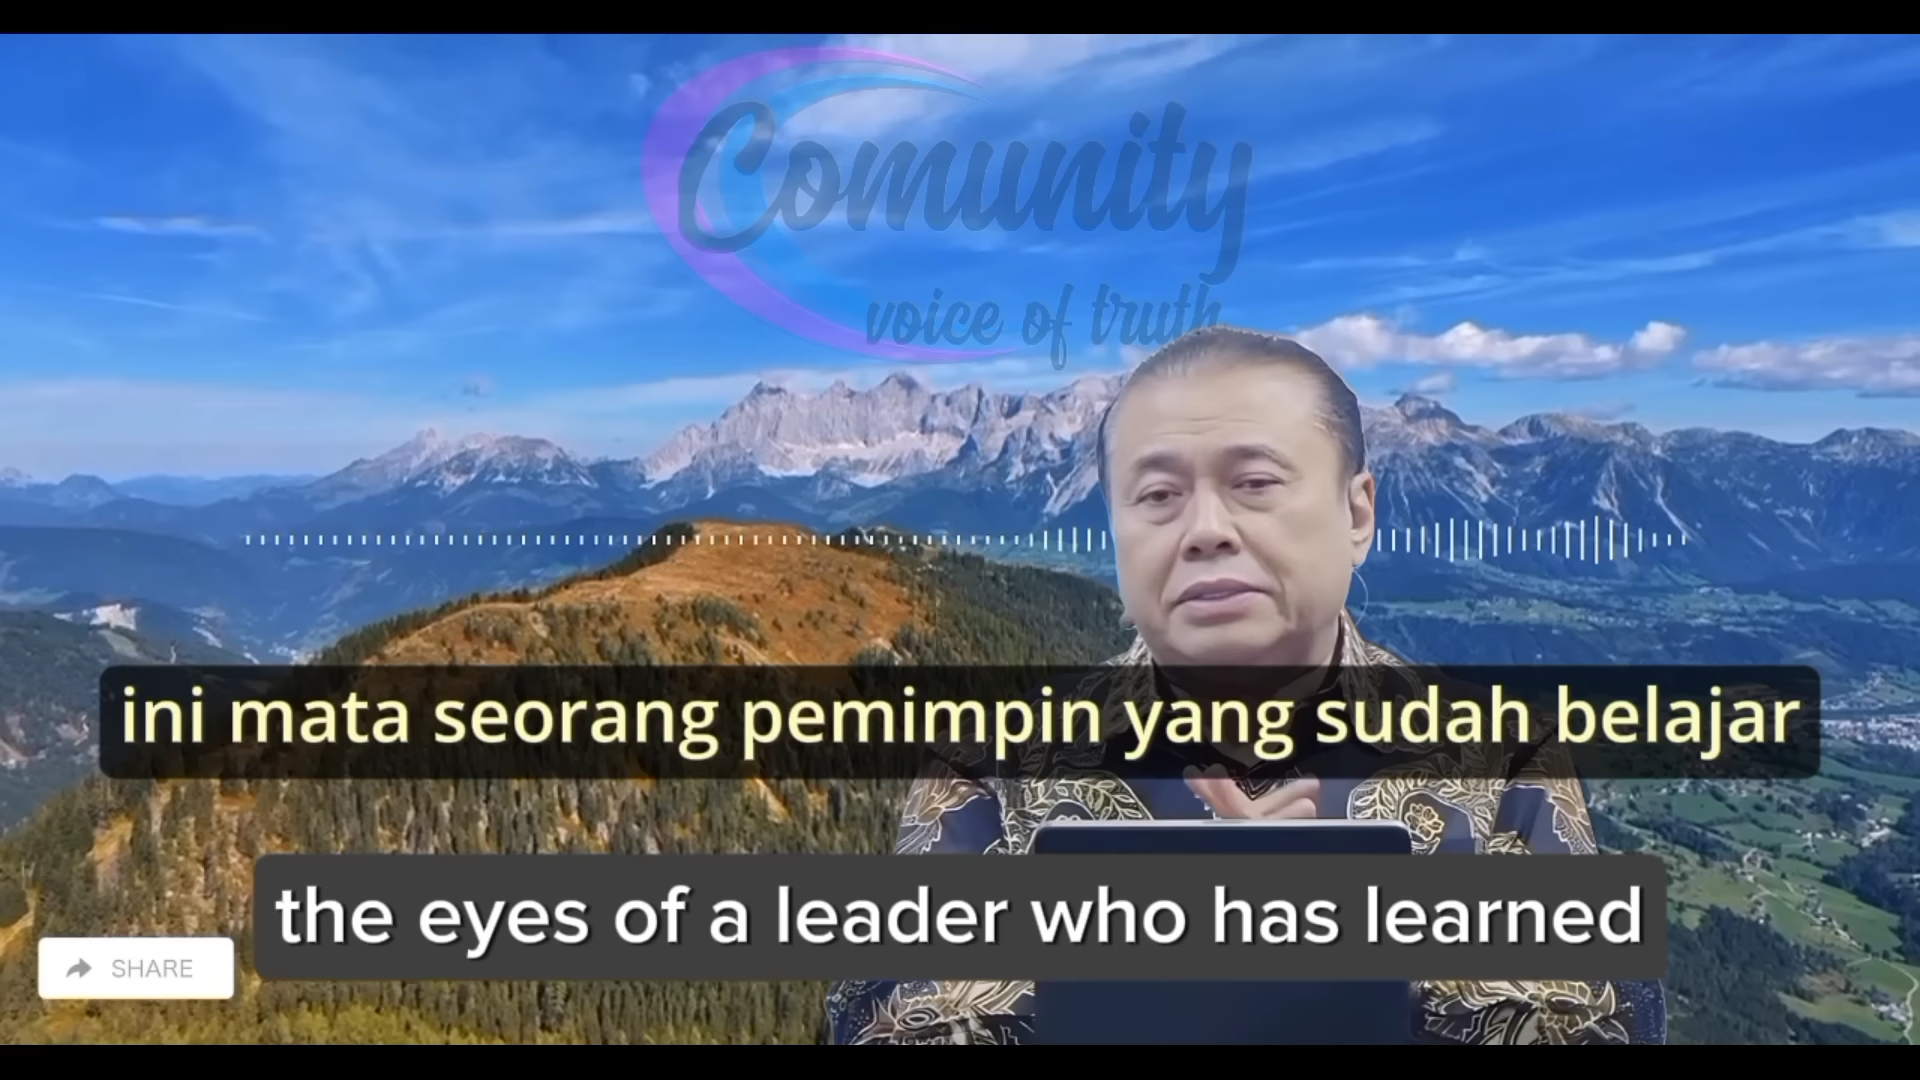 Comunity
voice of truth
ini mata seorang pemimpin yang sudah belajar
the eyes of a leader who has learned
SHARE